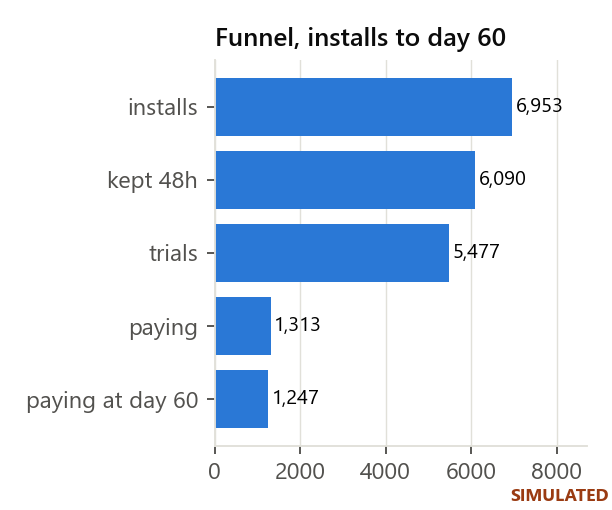 Funnel, installs to day 60
installs
6,953
kept 48h
6,090
trials
5,477
paying
1,313
paying at day 60
1,247
0 2000 4000 6000 8000
SIMULATED